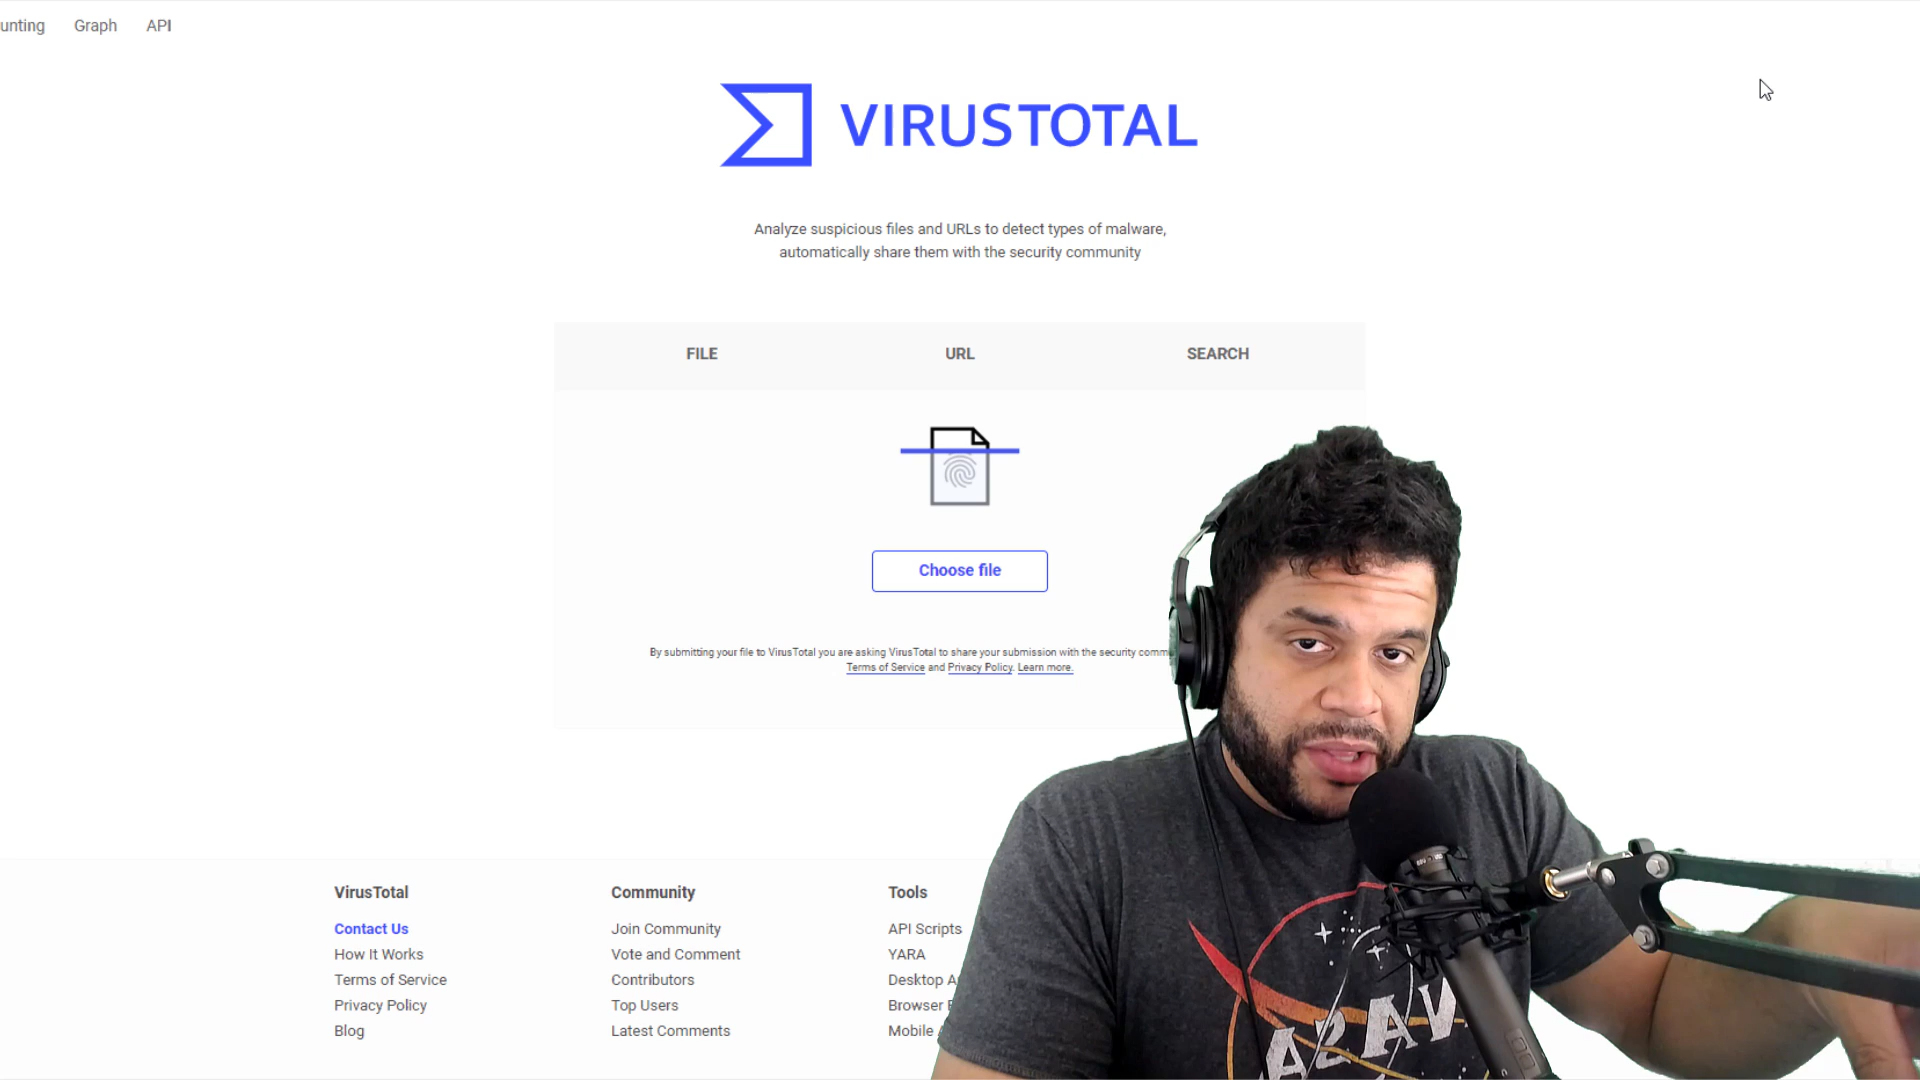 unting Graph API
VIRUSTOTAL
Analyze suspicious files and URLs to detect types of malware,
automatically share them with the security community
FILE URL SEARCH
Choose file
By submitting your file to VirusTotal you are asking VirusTotal to share your submission with the security comm
Terms of Service and Privacy Policy. Learn more.
VirusTotal Community Tools
Contact Us Join Community API Scripts
How It Works Vote and Comment YARA
Terms of Service Contributors Desktop A
Privacy Policy Top Users Browser
Blog Latest Comments Mobile